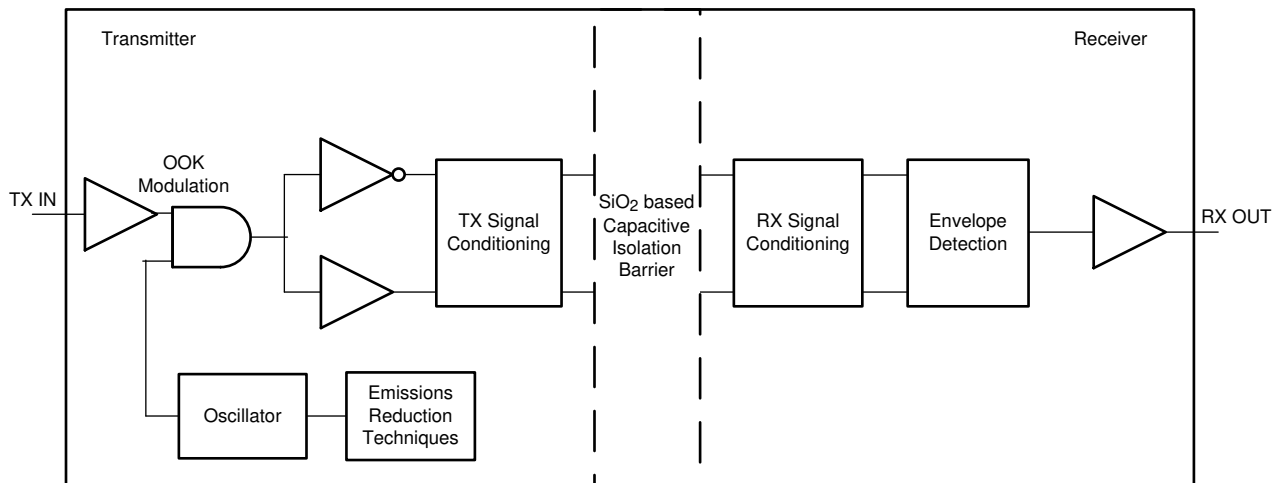 Transmitter
Receiver
OOK
Modulation
TX IN
TX Signal
Conditioning
SiO2 based
Capacitive
Isolation
Barrier
RX Signal
Conditioning
Envelope
Detection
RX OUT
Oscillator
Emissions
Reduction
Techniques